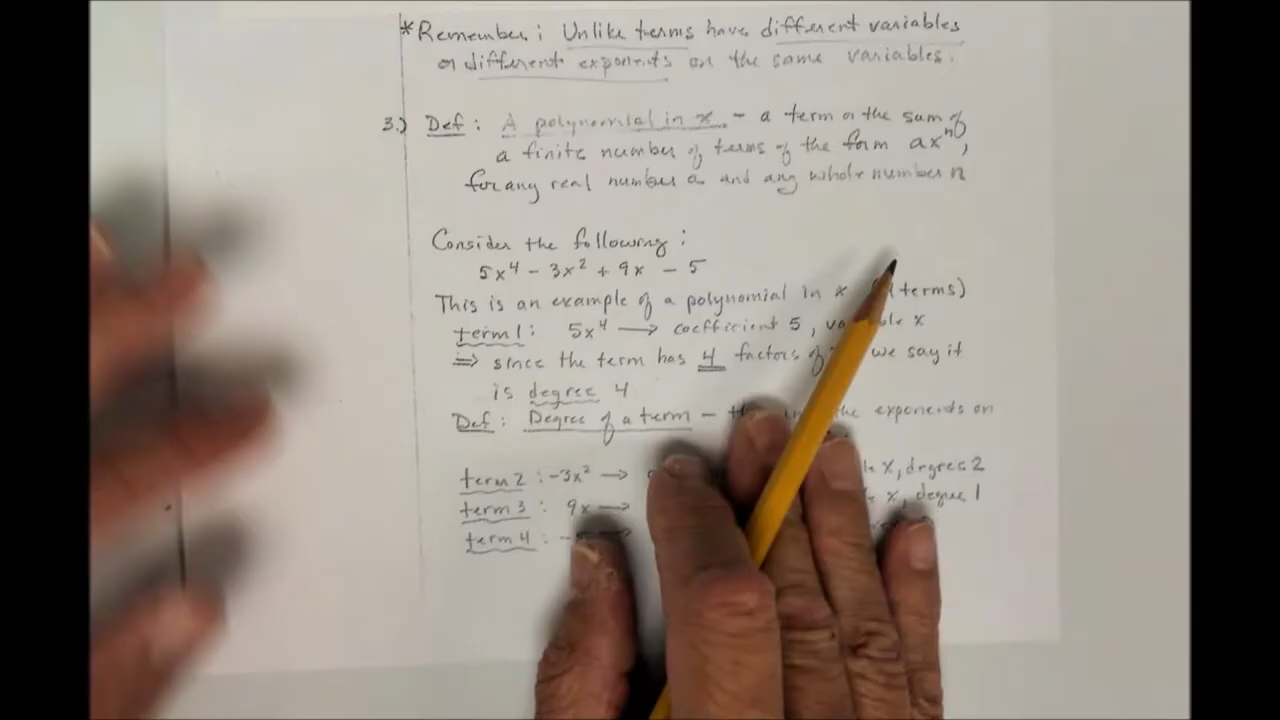 *Remember: Unlike terms have different variables
or different exponents on the same variables.
3.) Def: A polynomial in x - a term or the sum of
a finite number of terms of the form axⁿ,
for any real number a and any whole number n
Consider the following:
5x⁴ - 3x² + 9x - 5
This is an example of a polynomial in x terms)
term 1: 5x⁴ → coefficient 5, x
⇒ since the term has 4 factors of we say it
is degree 4
Def: Degree of a term - the exponents on
term 2: -3x² → x, degree 2
term 3: 9x → x, degree 1
term 4: -